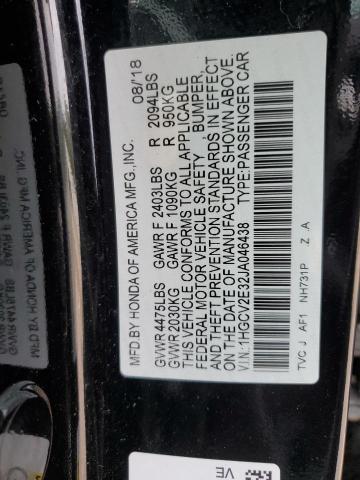 MFD BY HONDA OF AMERICA MFG.,INC. 08/18
GVWR 4475LBS GAWR F 2403LBS R 2094LBS
GVWR 2030KG GAWR F 1090KG R 950KG
THIS VEHICLE CONFORMS TO ALL APPLICABLE
FEDERAL MOTOR VEHICLE SAFETY, BUMPER,
AND THEFT PREVENTION STANDARDS IN EFFECT
ON THE DATE OF MANUFACTURE SHOWN ABOVE.
V.I.N.:1HGCV2E32JA046438 TYPE:PASSENGER CAR
TVC J AF1 NH731P Z .A
VE